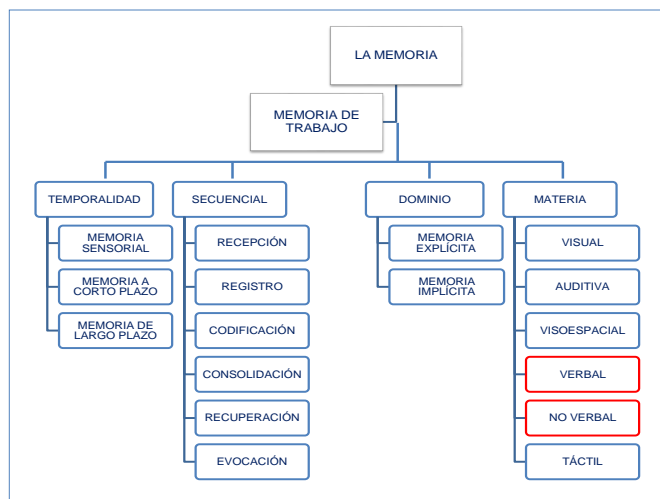 LA MEMORIA
MEMORIA DE
TRABAJO
TEMPORALIDAD
MEMORIA
SENSORIAL
MEMORIA A
CORTO PLAZO
MEMORIA DE
LARGO PLAZO
SECUENCIAL
RECEPCIÓN
REGISTRO
CODIFICACIÓN
CONSOLIDACIÓN
RECUPERACIÓN
EVOCACIÓN
DOMINIO
MEMORIA
EXPLÍCITA
MEMORIA
IMPLÍCITA
MATERIA
VISUAL
AUDITIVA
VISOESPACIAL
VERBAL
NO VERBAL
TÁCTIL